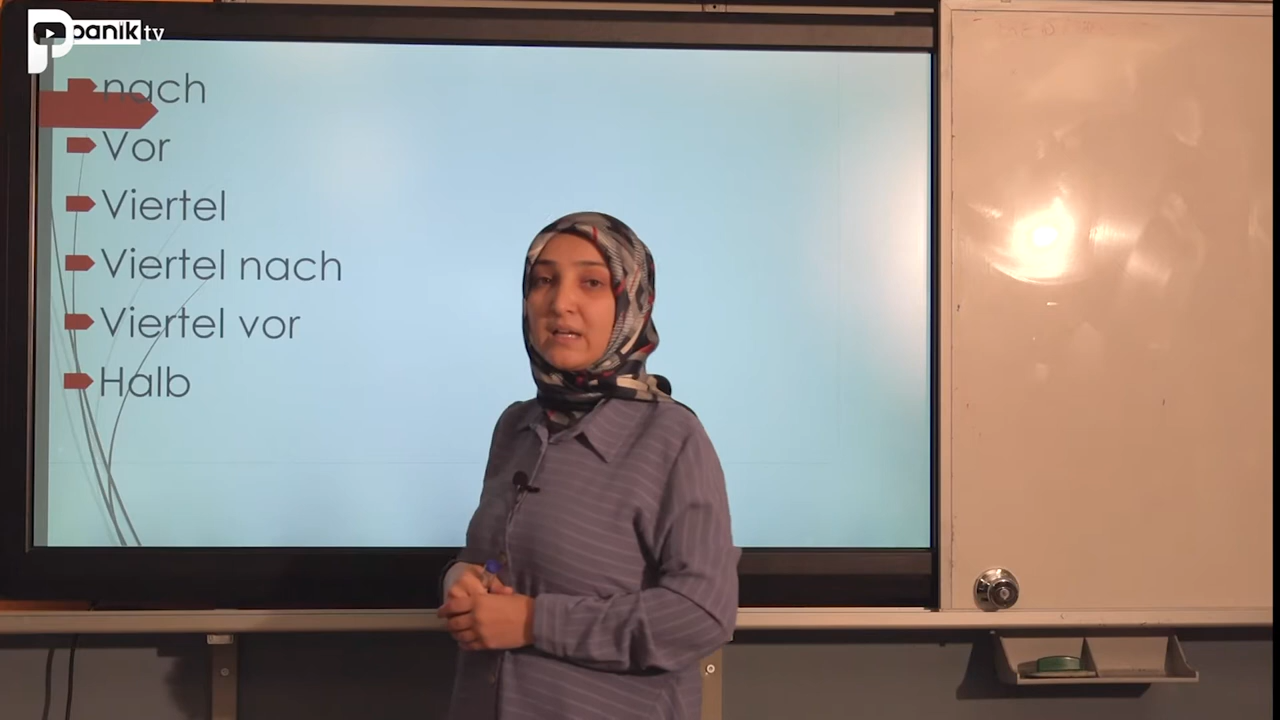 panik tv
nach
Vor
Viertel
Viertel nach
Viertel vor
Halb